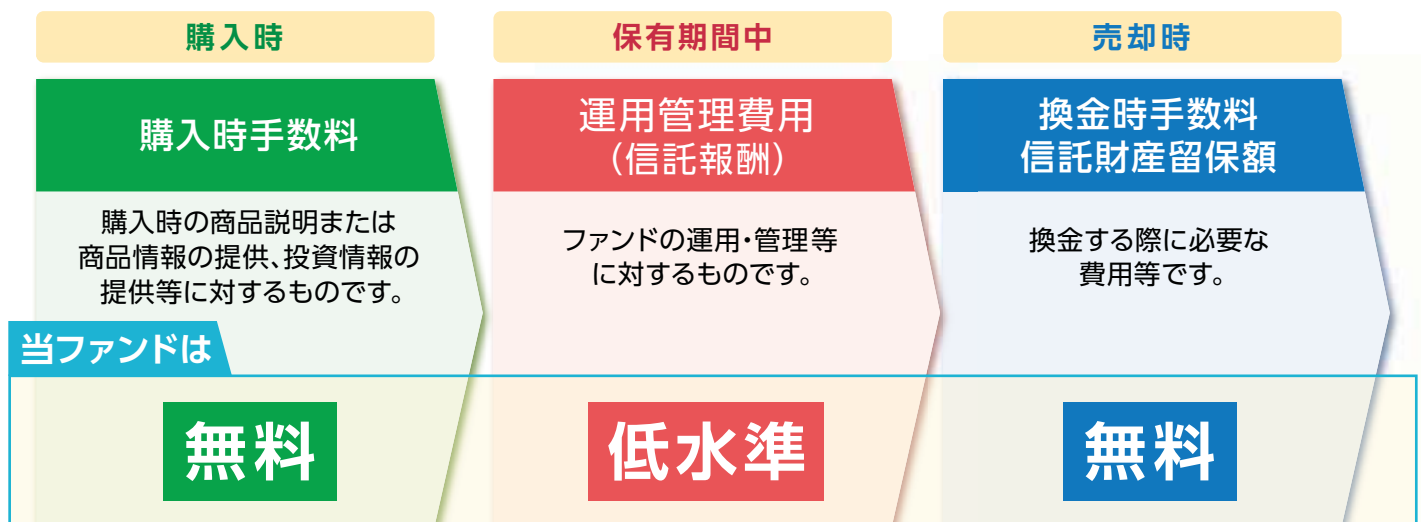 購入時
保有期間中
売却時
購入時手数料
運用管理費用
(信託報酬)
換金時手数料
信託財産留保額
購入時の商品説明または
商品情報の提供、投資情報の
提供等に対するものです。
ファンドの運用・管理等
に対するものです。
換金する際に必要な
費用等です。
当ファンドは
無料
低水準
無料